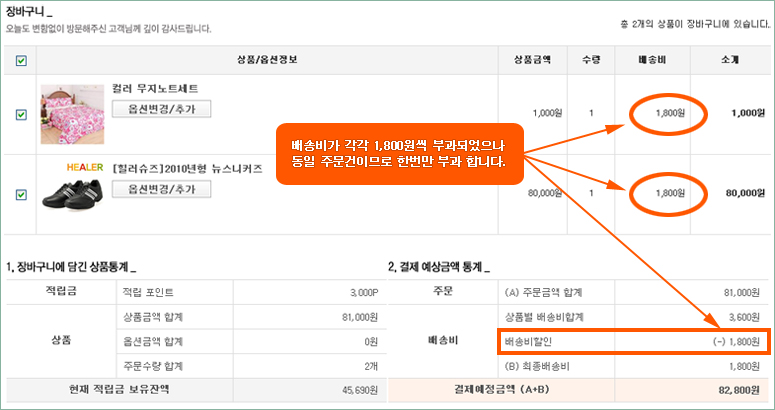 장바구니 _
오늘도 변함없이 방문해주신 고객님께 깊이 감사드립니다.
총 2개의 상품이 장바구니에 있습니다.
상품/옵션정보 상품금액 수량 배송비 소계
컬러 무지노트세트
옵션변경/추가
1,000원 1 1,800원 1,000원
배송비가 각각 1,800원씩 부과되었으나
동일 주문건이므로 한번만 부과 합니다.
HEALER
[힐러슈즈]2010년형 뉴스니커즈
옵션변경/추가
80,000원 1 1,800원 80,000원
1, 장바구니에 담긴 상품통계 _
적립금 적립 포인트 3,000P
상품 상품금액 합계 81,000원
옵션금액 합계 0원
주문수량 합계 2개
현재 적립금 보유잔액 45,690원
2, 결제 예상금액 통계 _
주문 (A) 주문금액 합계 81,000원
배송비 상품별 배송비합계 3,600원
배송비할인 (-) 1,800원
(B) 최종배송비 1,800원
결제예정금액 (A+B) 82,800원